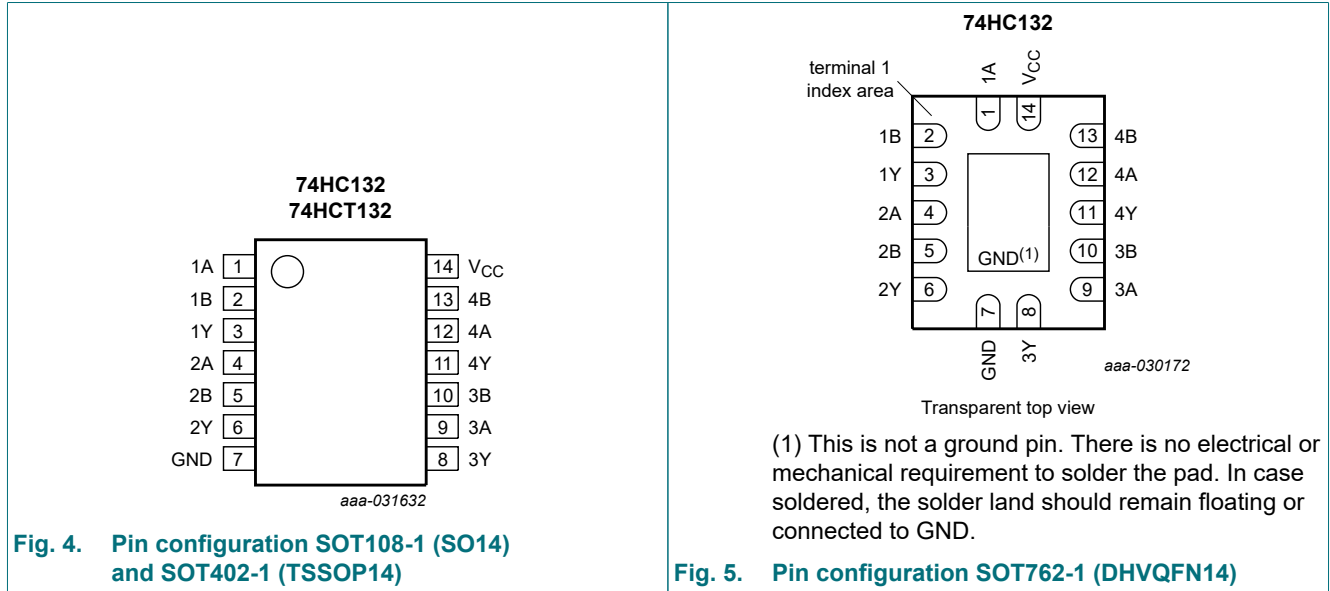 74HC132
74HCT132
1A 1
1B 2
1Y 3
2A 4
2B 5
2Y 6
GND 7
14 VCC
13 4B
12 4A
11 4Y
10 3B
9 3A
8 3Y
aaa-031632
Fig. 4. Pin configuration SOT108-1 (SO14)
and SOT402-1 (TSSOP14)
74HC132
terminal 1
index area
1A
VCC
1
14
1B 2
1Y 3
2A 4
2B 5
2Y 6
13 4B
12 4A
11 4Y
10 3B
9 3A
GND(1)
7
8
GND
3Y
aaa-030172
Transparent top view
(1) This is not a ground pin. There is no electrical or
mechanical requirement to solder the pad. In case
soldered, the solder land should remain floating or
connected to GND.
Fig. 5. Pin configuration SOT762-1 (DHVQFN14)